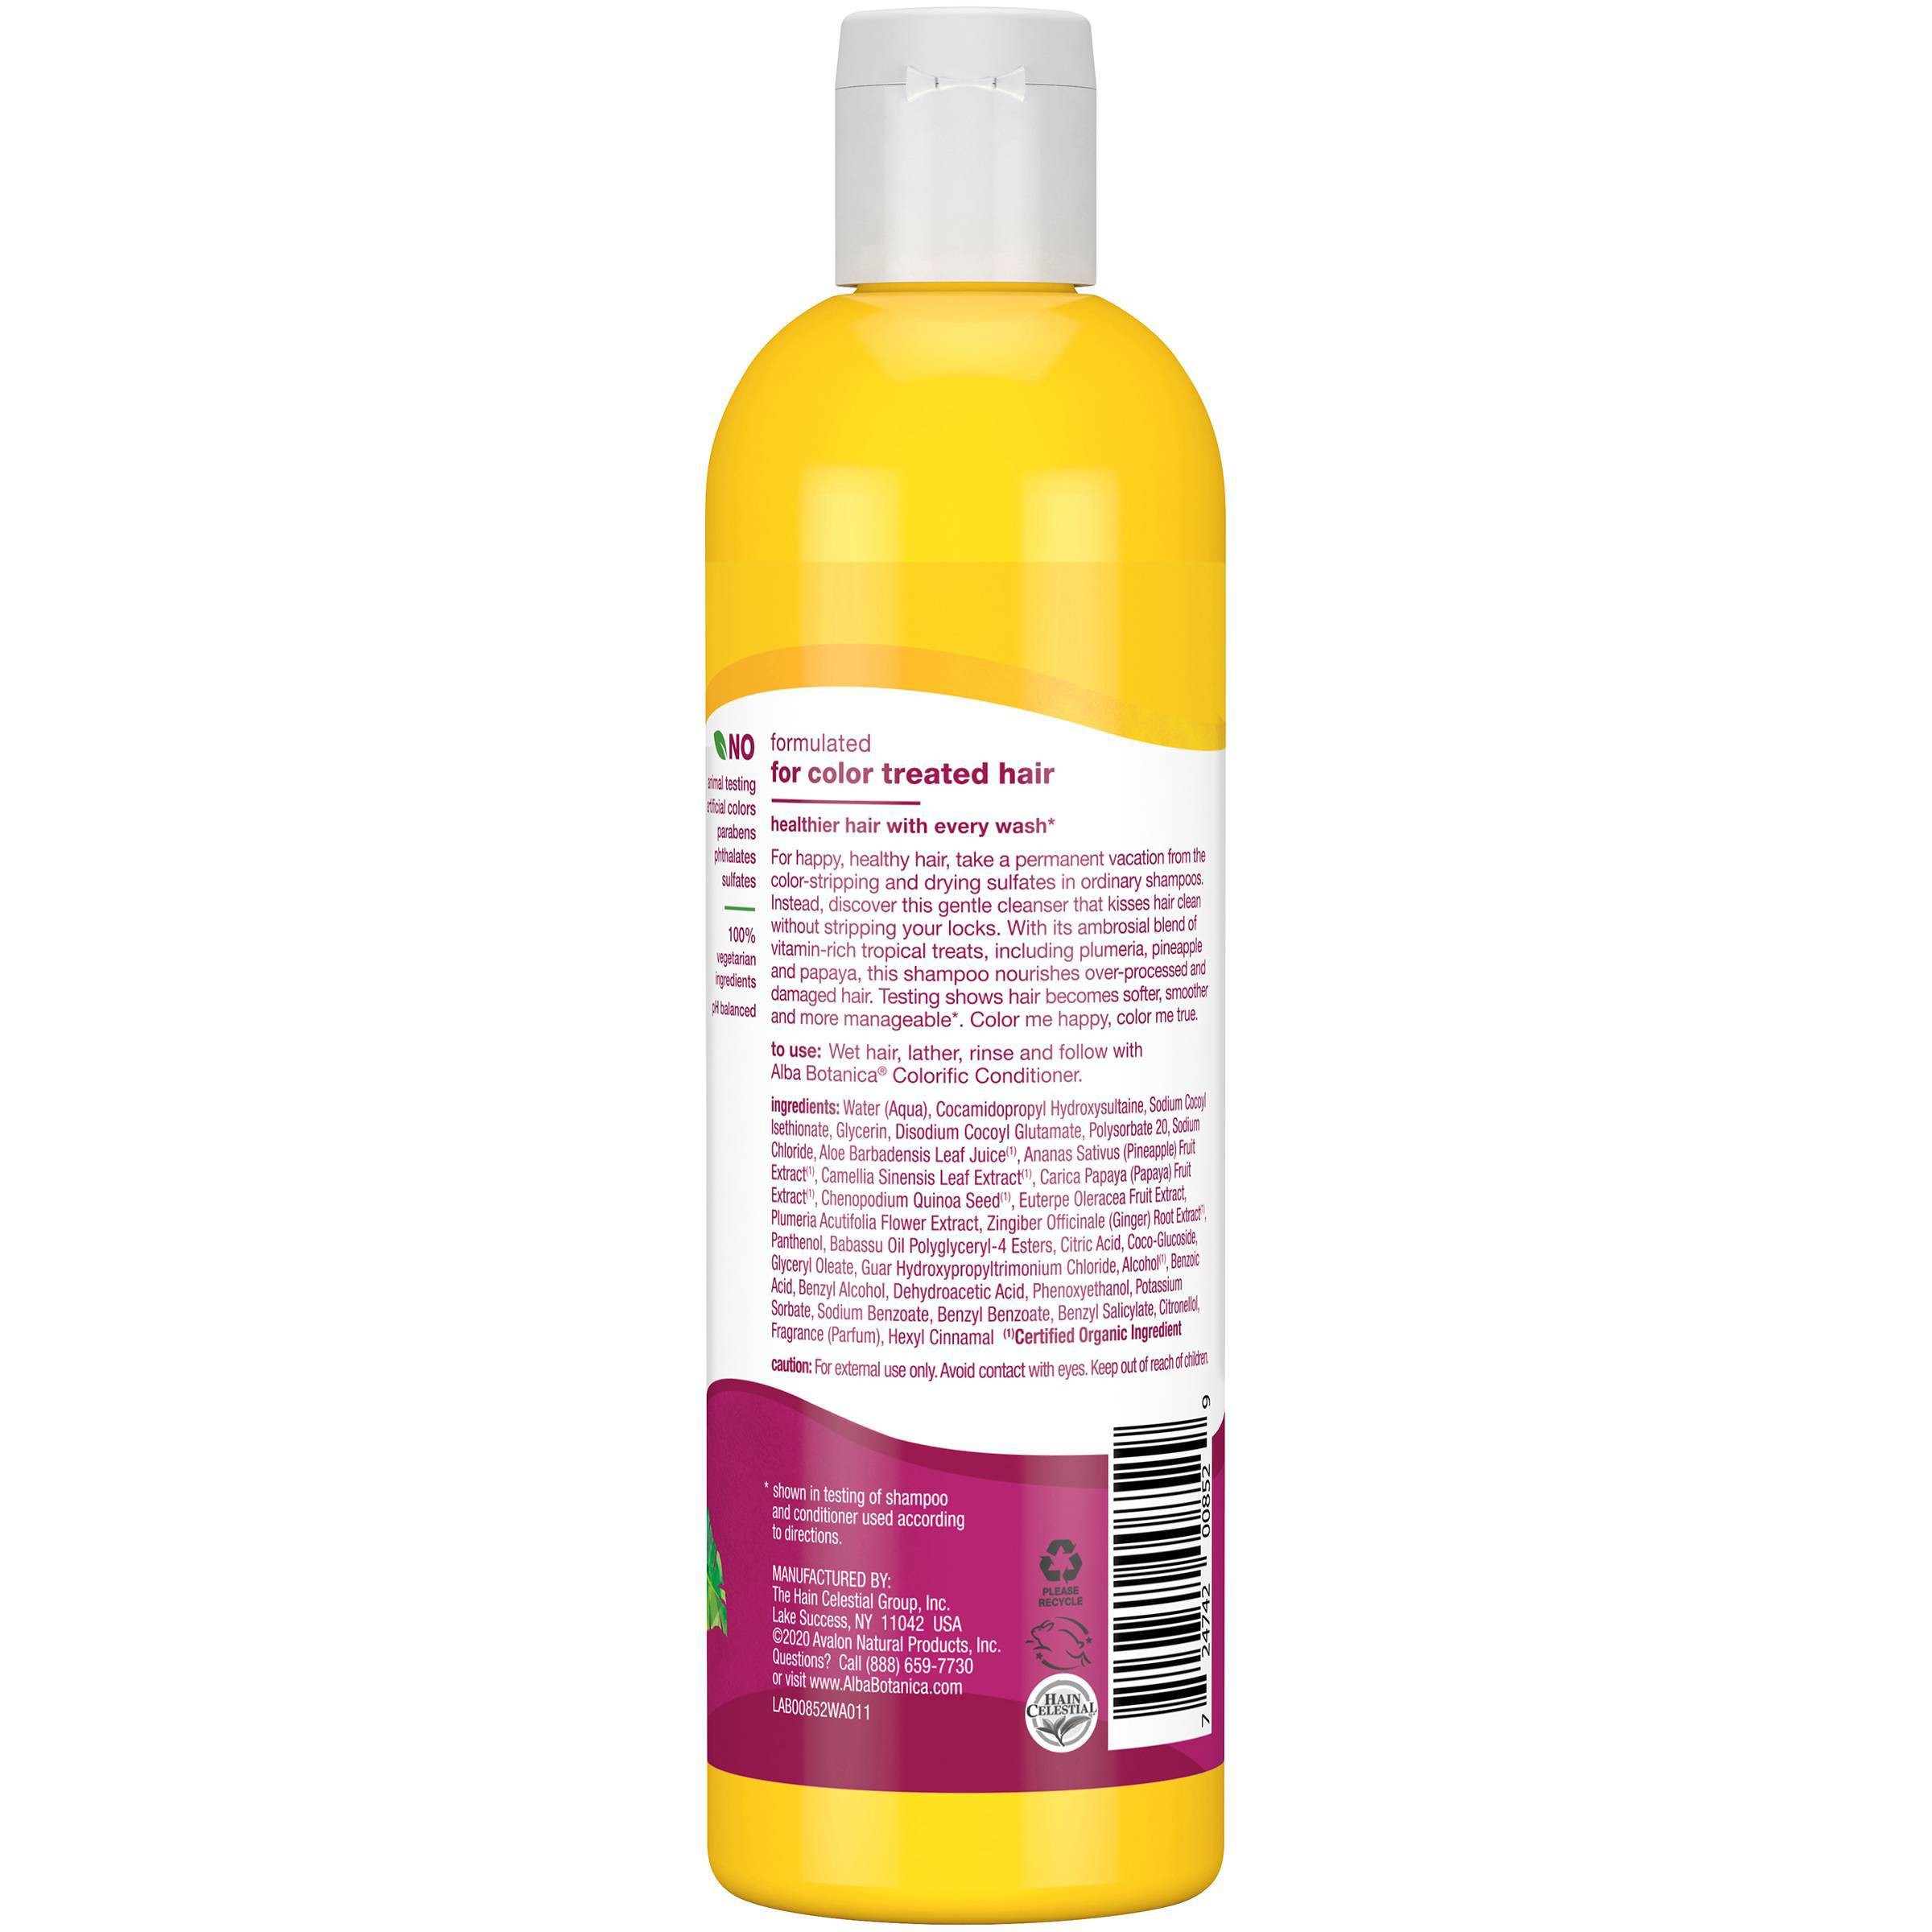 NO
animal testing
artificial colors
parabens
phthalates
sulfates
100%
vegetarian
ingredients
pH balanced
formulated
for color treated hair
healthier hair with every wash*
For happy, healthy hair, take a permanent vacation from the
color-stripping and drying sulfates in ordinary shampoos.
Instead, discover this gentle cleanser that kisses hair clean
without stripping your locks. With its ambrosial blend of
vitamin-rich tropical treats, including plumeria, pineapple
and papaya, this shampoo nourishes over-processed and
damaged hair. Testing shows hair becomes softer, smoother
and more manageable*. Color me happy, color me true.
to use: Wet hair, lather, rinse and follow with
Alba Botanica® Colorific Conditioner.
ingredients: Water (Aqua), Cocamidopropyl Hydroxysultaine, Sodium Cocoyl
Isethionate, Glycerin, Disodium Cocoyl Glutamate, Polysorbate 20, Sodium
Chloride, Aloe Barbadensis Leaf Juice⁽¹⁾, Ananas Sativus (Pineapple) Fruit
Extract⁽¹⁾, Camellia Sinensis Leaf Extract⁽¹⁾, Carica Papaya (Papaya) Fruit
Extract⁽¹⁾, Chenopodium Quinoa Seed⁽¹⁾, Euterpe Oleracea Fruit Extract,
Plumeria Acutifolia Flower Extract, Zingiber Officinale (Ginger) Root Extract⁽¹⁾,
Panthenol, Babassu Oil Polyglyceryl-4 Esters, Citric Acid, Coco-Glucoside,
Glyceryl Oleate, Guar Hydroxypropyltrimonium Chloride, Alcohol⁽¹⁾, Benzoic
Acid, Benzyl Alcohol, Dehydroacetic Acid, Phenoxyethanol, Potassium
Sorbate, Sodium Benzoate, Benzyl Benzoate, Benzyl Salicylate, Citronellol,
Fragrance (Parfum), Hexyl Cinnamal ⁽¹⁾Certified Organic Ingredient
caution: For external use only. Avoid contact with eyes. Keep out of reach of children.
* shown in testing of shampoo
and conditioner used according
to directions.
MANUFACTURED BY:
The Hain Celestial Group, Inc.
Lake Success, NY 11042 USA
©2020 Avalon Natural Products, Inc.
Questions? Call (888) 659-7730
or visit www.AlbaBotanica.com
LAB00852WA011
PLEASE
RECYCLE
HAIN
CELESTIAL
7 24742 00852 9